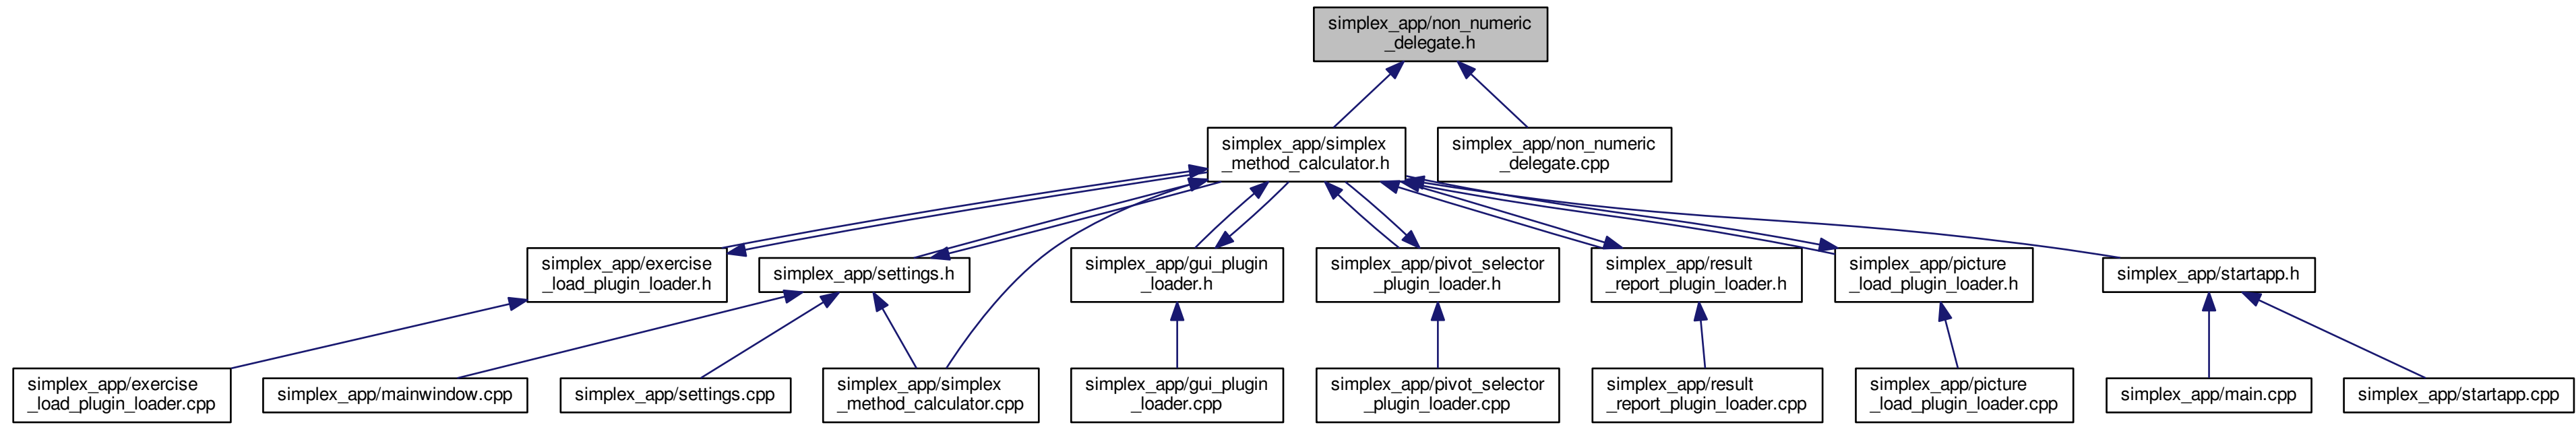 simplex_app/non_numeric
_delegate.h
simplex_app/simplex
_method_calculator.h
simplex_app/non_numeric
_delegate.cpp
simplex_app/exercise
_load_plugin_loader.h
simplex_app/settings.h
simplex_app/gui_plugin
_loader.h
simplex_app/pivot_selector
_plugin_loader.h
simplex_app/result
_report_plugin_loader.h
simplex_app/picture
_load_plugin_loader.h
simplex_app/startapp.h
simplex_app/exercise
_load_plugin_loader.cpp
simplex_app/mainwindow.cpp
simplex_app/settings.cpp
simplex_app/simplex
_method_calculator.cpp
simplex_app/gui_plugin
_loader.cpp
simplex_app/pivot_selector
_plugin_loader.cpp
simplex_app/result
_report_plugin_loader.cpp
simplex_app/picture
_load_plugin_loader.cpp
simplex_app/main.cpp
simplex_app/startapp.cpp